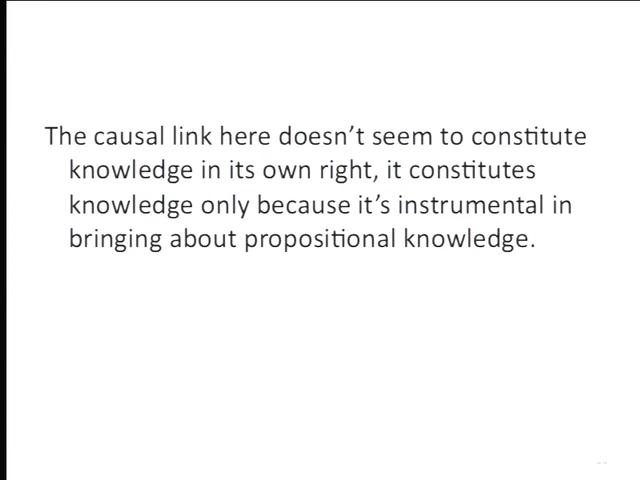 The causal link here doesn’t seem to constitute
knowledge in its own right, it constitutes
knowledge only because it’s instrumental in
bringing about propositional knowledge.